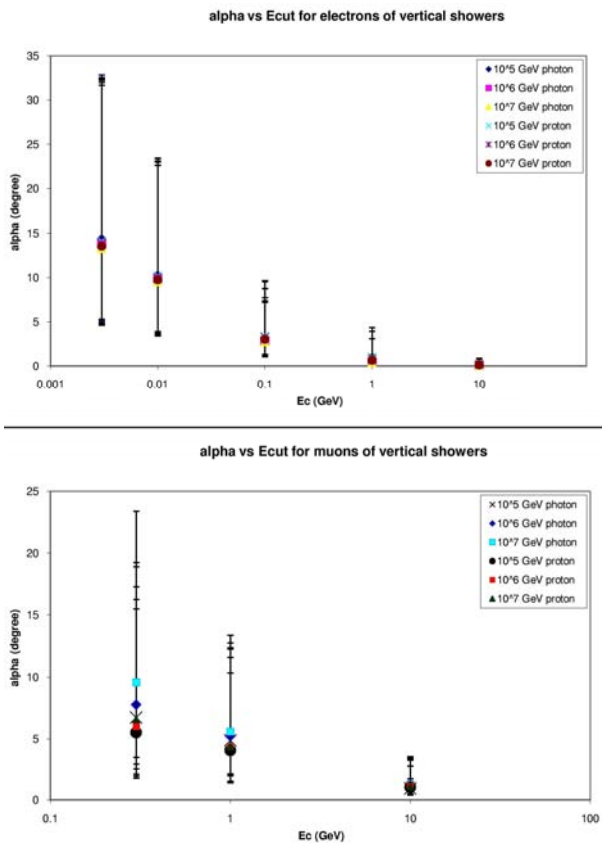 alpha vs Ecut for electrons of vertical showers
35
30
25
20
15
10
5
0
alpha (degree)
0.001
0.01
0.1
1
10
Ec (GeV)
10^5 GeV photon
10^6 GeV photon
10^7 GeV photon
10^5 GeV proton
10^6 GeV proton
10^7 GeV proton
alpha vs Ecut for muons of vertical showers
25
20
15
10
5
0
alpha (degree)
0.1
1
10
100
Ec (GeV)
10^5 GeV photon
10^6 GeV photon
10^7 GeV photon
10^5 GeV proton
10^6 GeV proton
10^7 GeV proton